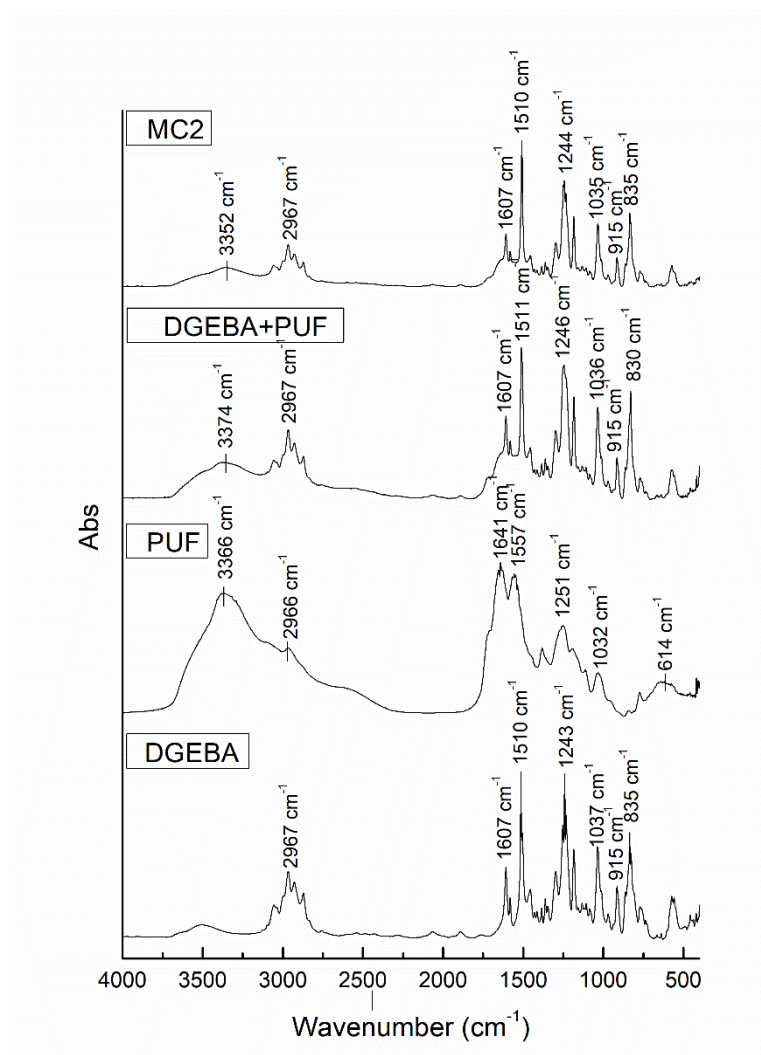 MC2
3352 cm⁻¹
2967 cm⁻¹
1607 cm⁻¹
1510 cm⁻¹
1244 cm⁻¹
1035 cm⁻¹
915 cm⁻¹
835 cm⁻¹
DGEBA+PUF
3374 cm⁻¹
2967 cm⁻¹
1607 cm⁻¹
1511 cm⁻¹
1246 cm⁻¹
1036 cm⁻¹
915 cm⁻¹
830 cm⁻¹
PUF
3366 cm⁻¹
2966 cm⁻¹
1641 cm⁻¹
1557 cm⁻¹
1251 cm⁻¹
1032 cm⁻¹
614 cm⁻¹
DGEBA
2967 cm⁻¹
1607 cm⁻¹
1510 cm⁻¹
1243 cm⁻¹
1037 cm⁻¹
915 cm⁻¹
835 cm⁻¹
Abs
4000 3500 3000 2500 2000 1500 1000 500
Wavenumber (cm⁻¹)